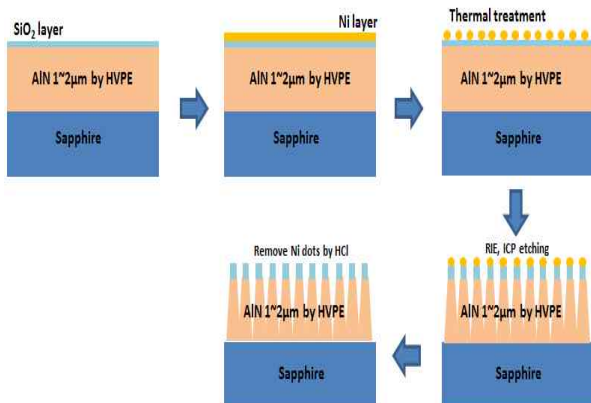 SiO₂ layer
AlN 1~2µm by HVPE
Sapphire
Ni layer
AlN 1~2µm by HVPE
Sapphire
Thermal treatment
AlN 1~2µm by HVPE
Sapphire
RIE, ICP etching
AlN 1~2µm by HVPE
Sapphire
Remove Ni dots by HCl
AlN 1~2µm by HVPE
Sapphire